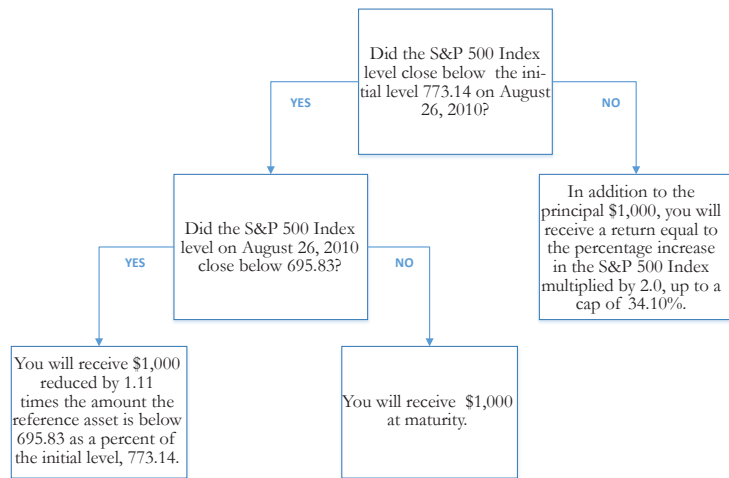 Did the S&P 500 Index
level close below  the ini-
tial level 773.14 on August
26, 2010?
YES
NO
Did the S&P 500 Index
level on August 26, 2010
close below 695.83?
In addition to the
principal $1,000, you will
receive a return equal to
the percentage increase
in the S&P 500 Index
multiplied by 2.0, up to a
cap of 34.10%.
YES
NO
You will receive $1,000
reduced by 1.11
times the amount the
reference asset is below
695.83 as a percent of
the initial level, 773.14.
You will receive  $1,000
at maturity.